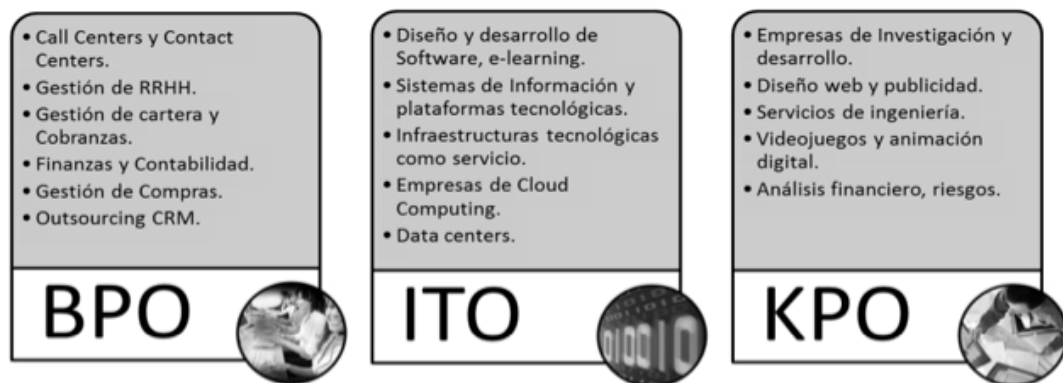 • Call Centers y Contact
Centers.
• Gestión de RRHH.
• Gestión de cartera y
Cobranzas.
• Finanzas y Contabilidad.
• Gestión de Compras.
• Outsourcing CRM.
BPO
• Diseño y desarrollo de
Software, e-learning.
• Sistemas de Información y
plataformas tecnológicas.
• Infraestructuras tecnológicas
como servicio.
• Empresas de Cloud
Computing.
• Data centers.
ITO
• Empresas de Investigación y
desarrollo.
• Diseño web y publicidad.
• Servicios de ingeniería.
• Videojuegos y animación
digital.
• Análisis financiero, riesgos.
KPO